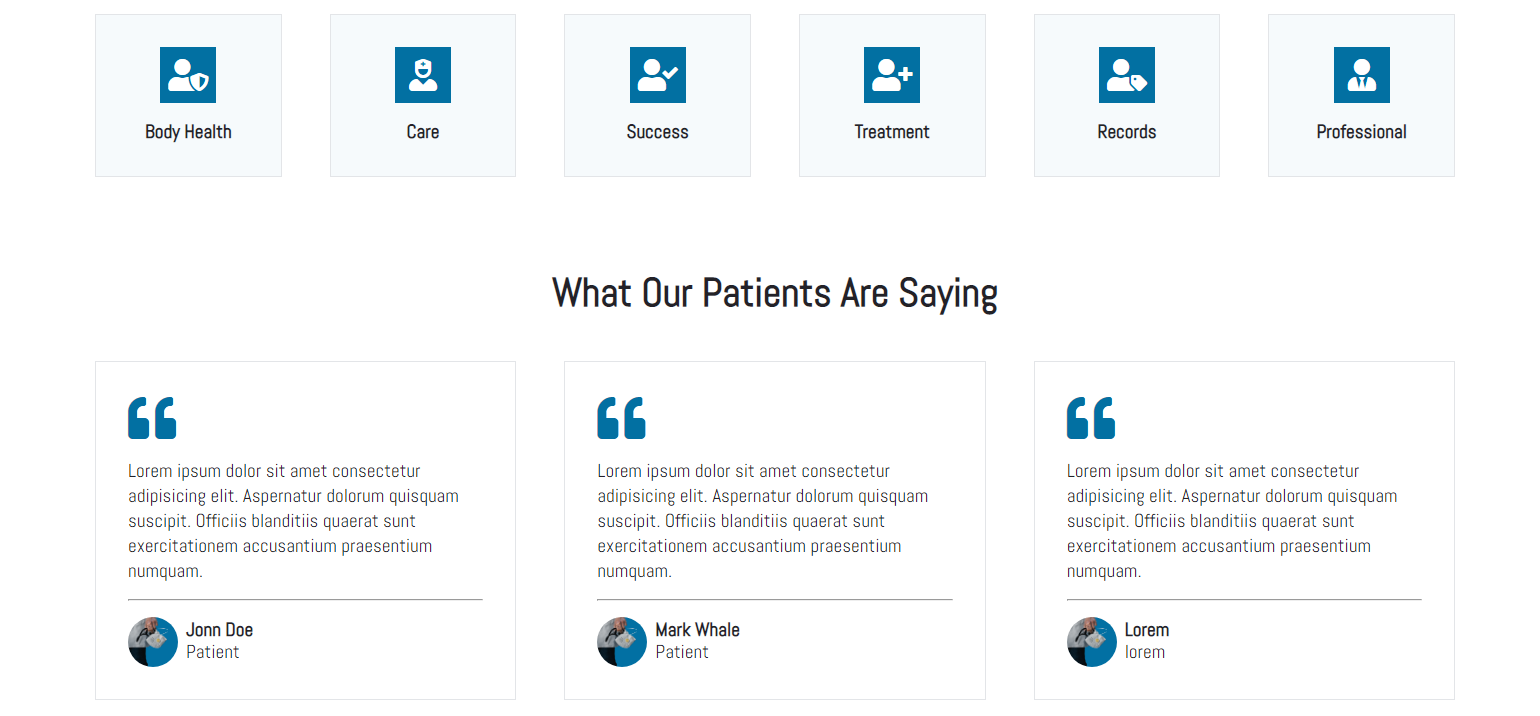 Body Health
Care
Success
Treatment
Records
Professional
What Our Patients Are Saying
Lorem ipsum dolor sit amet consectetur
adipisicing elit. Aspernatur dolorum quisquam
suscipit. Officiis blanditiis quaerat sunt
exercitationem accusantium praesentium
numquam.
Jonn Doe
Patient
Lorem ipsum dolor sit amet consectetur
adipisicing elit. Aspernatur dolorum quisquam
suscipit. Officiis blanditiis quaerat sunt
exercitationem accusantium praesentium
numquam.
Mark Whale
Patient
Lorem ipsum dolor sit amet consectetur
adipisicing elit. Aspernatur dolorum quisquam
suscipit. Officiis blanditiis quaerat sunt
exercitationem accusantium praesentium
numquam.
Lorem
lorem